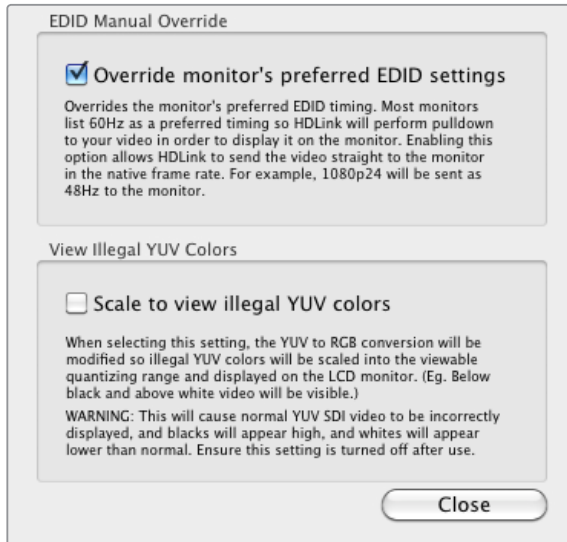 EDID Manual Override
Override monitor's preferred EDID settings
Overrides the monitor's preferred EDID timing. Most monitors
list 60Hz as a preferred timing so HDLink will perform pulldown
to your video in order to display it on the monitor. Enabling this
option allows HDLink to send the video straight to the monitor
in the native frame rate. For example, 1080p24 will be sent as
48Hz to the monitor.
View Illegal YUV Colors
Scale to view illegal YUV colors
When selecting this setting, the YUV to RGB conversion will be
modified so illegal YUV colors will be scaled into the viewable
quantizing range and displayed on the LCD monitor. (Eg. Below
black and above white video will be visible.)
WARNING: This will cause normal YUV SDI video to be incorrectly
displayed, and blacks will appear high, and whites will appear
lower than normal. Ensure this setting is turned off after use.
Close